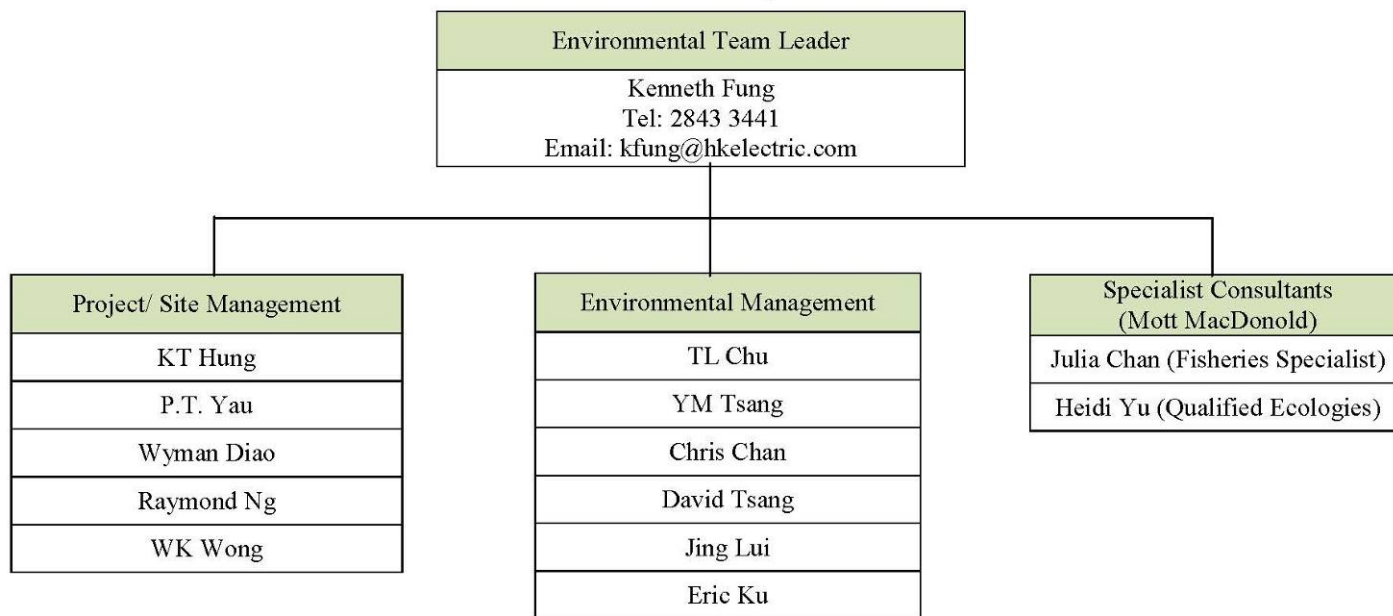 Environmental Team Leader
Kenneth Fung
Tel: 2843 3441
Email: kfung@hkelectric.com
Project/ Site Management
KT Hung
P.T. Yau
Wyman Diao
Raymond Ng
WK Wong
Environmental Management
TL Chu
YM Tsang
Chris Chan
David Tsang
Jing Lui
Eric Ku
Specialist Consultants
(Mott MacDonold)
Julia Chan (Fisheries Specialist)
Heidi Yu (Qualified Ecologies)